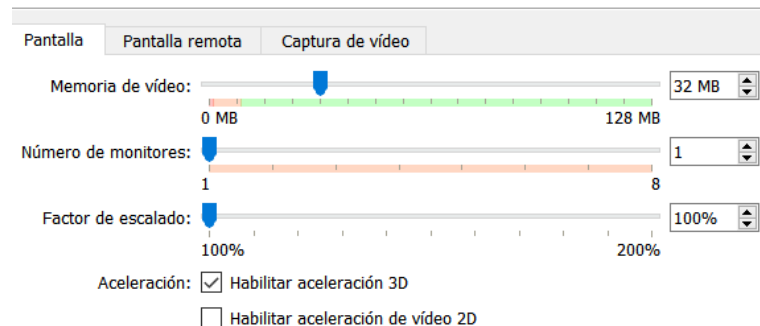 Pantalla Pantalla remota Captura de vídeo
Memoria de vídeo: 32 MB
0 MB 128 MB
Número de monitores: 1
1 8
Factor de escalado: 100%
100% 200%
Aceleración: Habilitar aceleración 3D
Habilitar aceleración de vídeo 2D